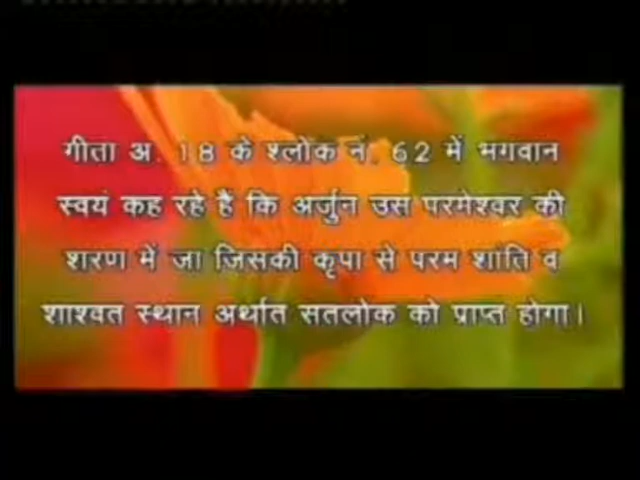 गीता अ. 18 के श्लोक नं. 62 में भगवान
स्वयं कह रहे हैं कि अर्जुन उस परमेश्वर की
शरण में जा जिसकी कृपा से परम शांति व
शाश्वत स्थान अर्थात सतलोक को प्राप्त होगा।